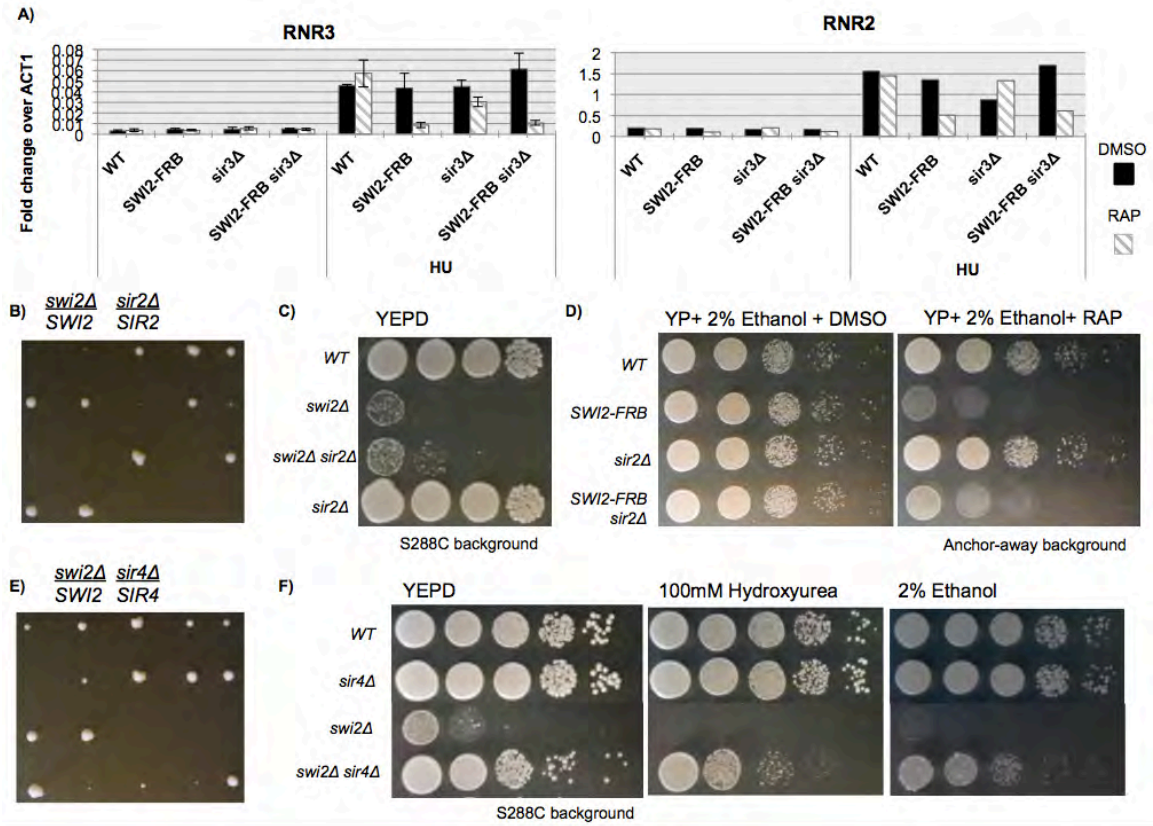 A)
RNR3
RNR2
Fold change over ACT1
0.08
0.07
0.06
0.05
0.04
0.03
0.02
0.01
0
WT
SWI2-FRB
sir3Δ
SWI2-FRB sir3Δ
WT
SWI2-FRB
sir3Δ
SWI2-FRB sir3Δ
HU
2
1.5
1
0.5
0
WT
SWI2-FRB
sir3Δ
SWI2-FRB sir3Δ
WT
SWI2-FRB
sir3Δ
SWI2-FRB sir3Δ
HU
DMSO
RAP
B)
swi2Δ sir2Δ
SWI2 SIR2
C)
YEPD
WT
swi2Δ
swi2Δ sir2Δ
sir2Δ
S288C background
D)
YP+ 2% Ethanol + DMSO
YP+ 2% Ethanol+ RAP
WT
SWI2-FRB
sir2Δ
SWI2-FRB
sir2Δ
Anchor-away background
E)
swi2Δ sir4Δ
SWI2 SIR4
F)
YEPD
100mM Hydroxyurea
2% Ethanol
WT
sir4Δ
swi2Δ
swi2Δ sir4Δ
S288C background